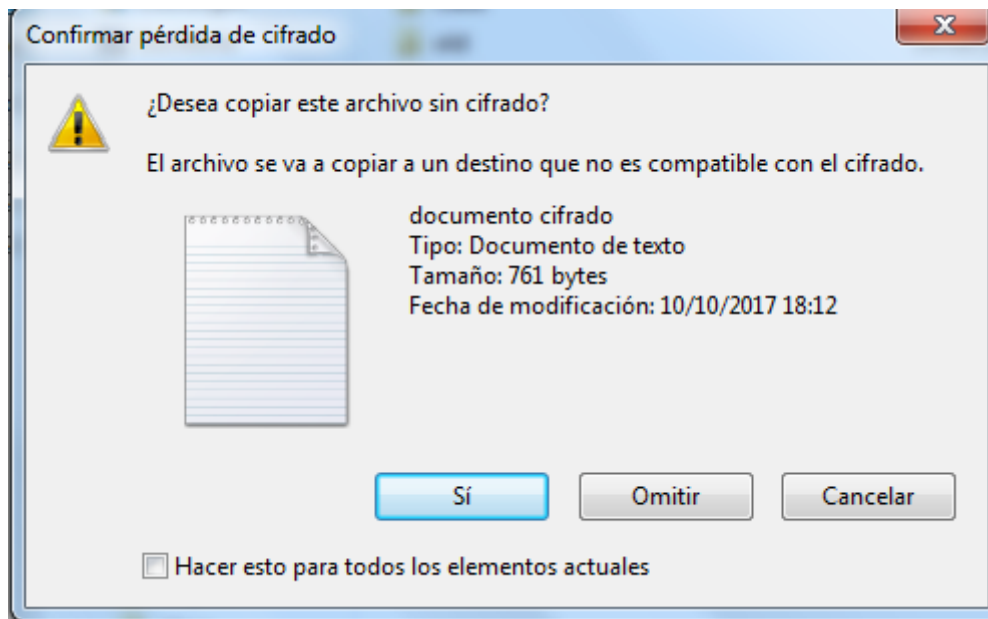 Confirmar pérdida de cifrado
¿Desea copiar este archivo sin cifrado?
El archivo se va a copiar a un destino que no es compatible con el cifrado.
documento cifrado
Tipo: Documento de texto
Tamaño: 761 bytes
Fecha de modificación: 10/10/2017 18:12
Sí
Omitir
Cancelar
Hacer esto para todos los elementos actuales